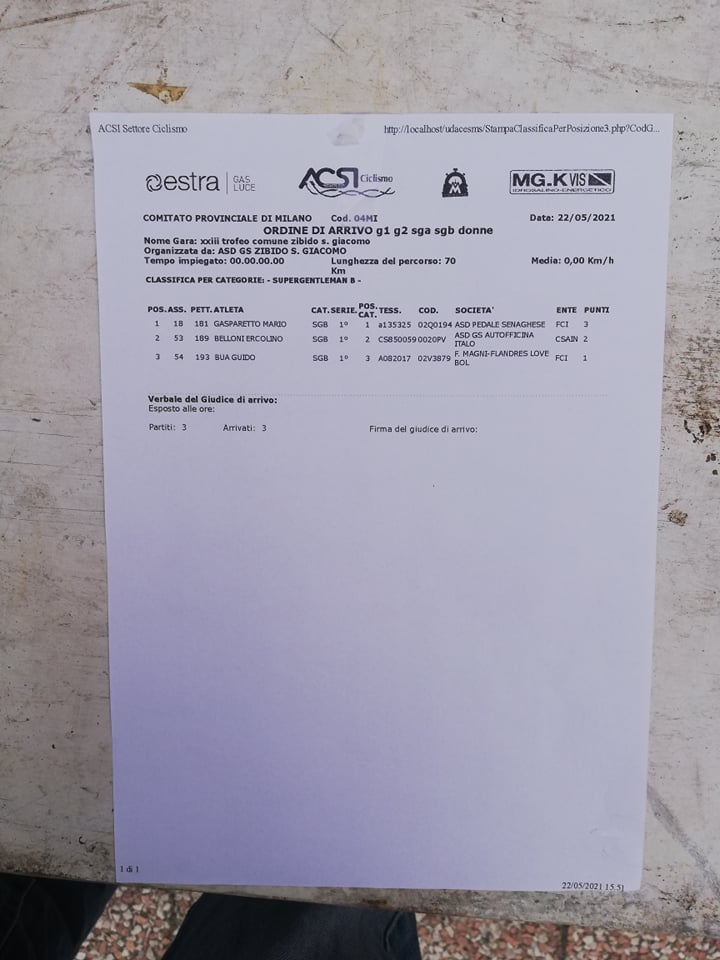 ACSI Settore Ciclismo http://localhost/udacesms/StampaClassificaPerPosizione3.php?CodG...
estra GAS LUCE ACSI Ciclismo M MG.K VIS IDROSALINO-ENERGETICO
COMITATO PROVINCIALE DI MILANO Cod. 04MI Data: 22/05/2021
ORDINE DI ARRIVO g1 g2 sga sgb donne
Nome Gara: xxiii trofeo comune zibido s. giacomo
Organizzata da: ASD GS ZIBIDO S. GIACOMO
Tempo impiegato: 00.00.00.00 Lunghezza del percorso: 70 Media: 0,00 Km/h
Km
CLASSIFICA PER CATEGORIE: - SUPERGENTLEMAN B -
POS. ASS. PETT. ATLETA CAT. SERIE. POS. CAT. TESS. COD. SOCIETA' ENTE PUNTI
1 18 181 GASPARETTO MARIO SGB 1º 1 a135325 02Q0194 ASD PEDALE SENAGHESE FCI 3
2 53 189 BELLONI ERCOLINO SGB 1º 2 CS850059 0020PV ASD GS AUTOFFICINA ITALO CSAIN 2
3 54 193 BUA GUIDO SGB 1º 3 A082017 02V3879 F. MAGNI-FLANDRES LOVE BOL FCI 1
Verbale del Giudice di arrivo:
Esposto alle ore:
Partiti: 3 Arrivati: 3 Firma del giudice di arrivo:
1 di 1
22/05/2021 15.51